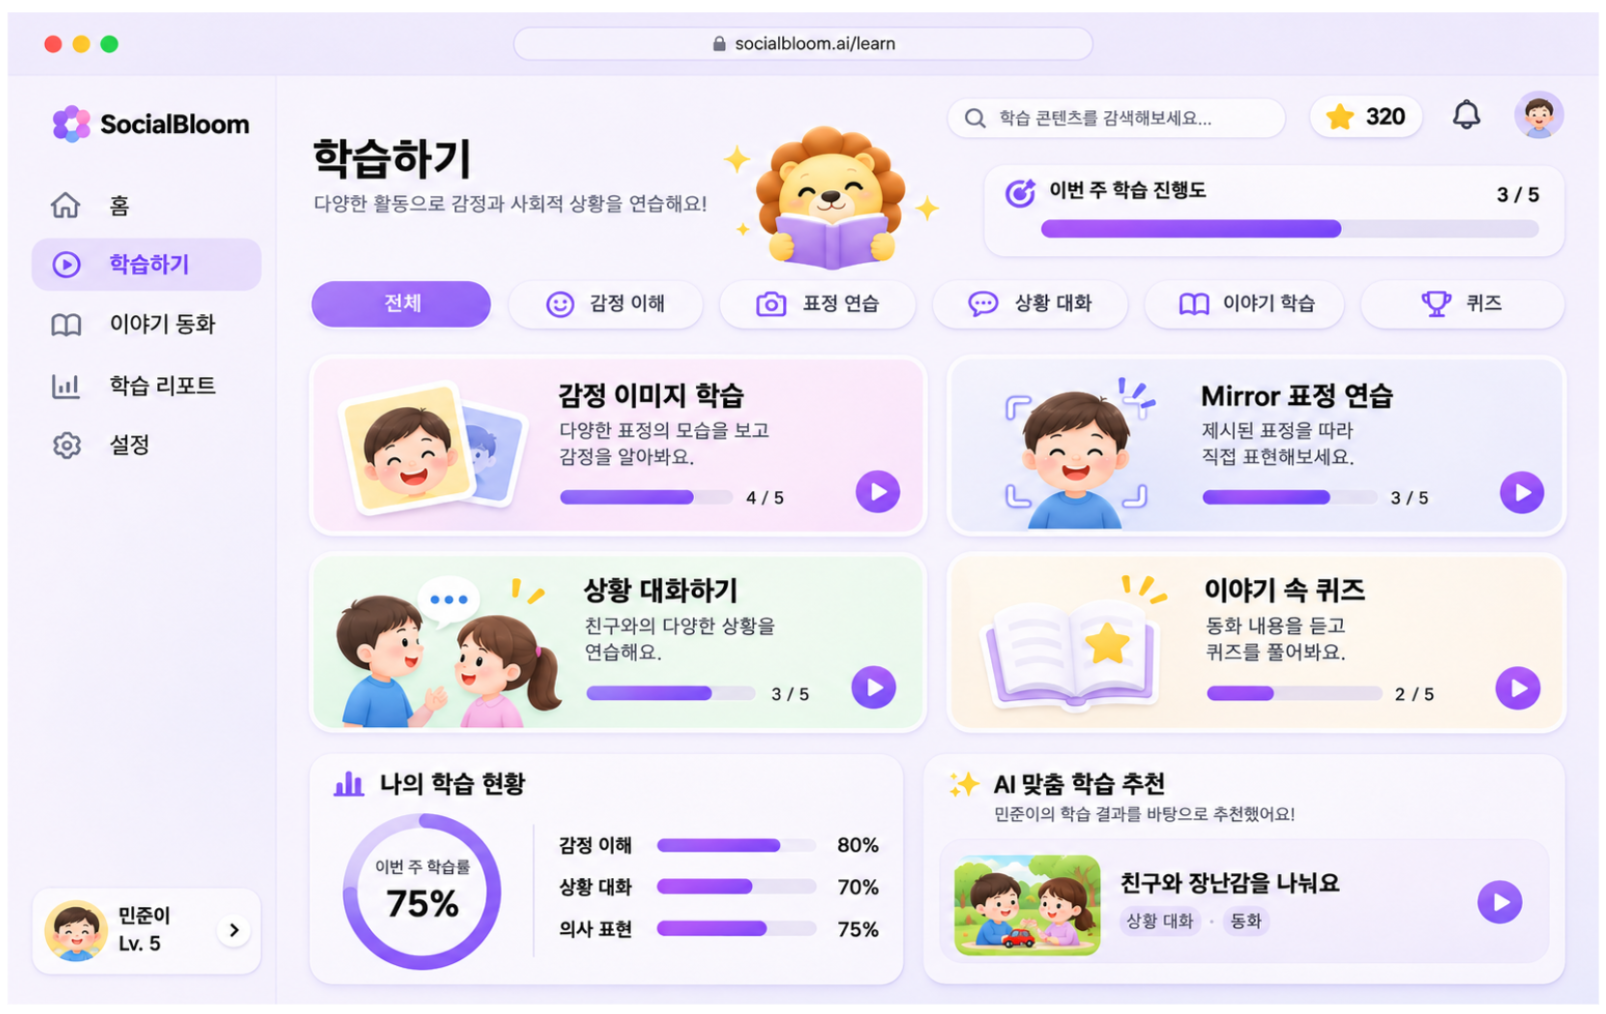 socialbloom.ai/learn
SocialBloom
홈
학습하기
이야기 동화
학습 리포트
설정
민준이
Lv. 5
학습하기
다양한 활동으로 감정과 사회적 상황을 연습해요!
학습 콘텐츠를 감색해보세요...
320
이번 주 학습 진행도
3 / 5
전체
감정 이해
표정 연습
상황 대화
이야기 학습
퀴즈
감정 이미지 학습
다양한 표정의 모습을 보고
감정을 알아봐요.
4 / 5
Mirror 표정 연습
제시된 표정을 따라
직접 표현해보세요.
3 / 5
상황 대화하기
친구와의 다양한 상황을
연습해요.
3 / 5
이야기 속 퀴즈
동화 내용을 듣고
퀴즈를 풀어봐요.
2 / 5
나의 학습 현황
이번 주 학습률
75%
감정 이해 80%
상황 대화 70%
의사 표현 75%
AI 맞춤 학습 추천
민준이의 학습 결과를 바탕으로 추천했어요!
친구와 장난감을 나눠요
상황 대화 • 동화